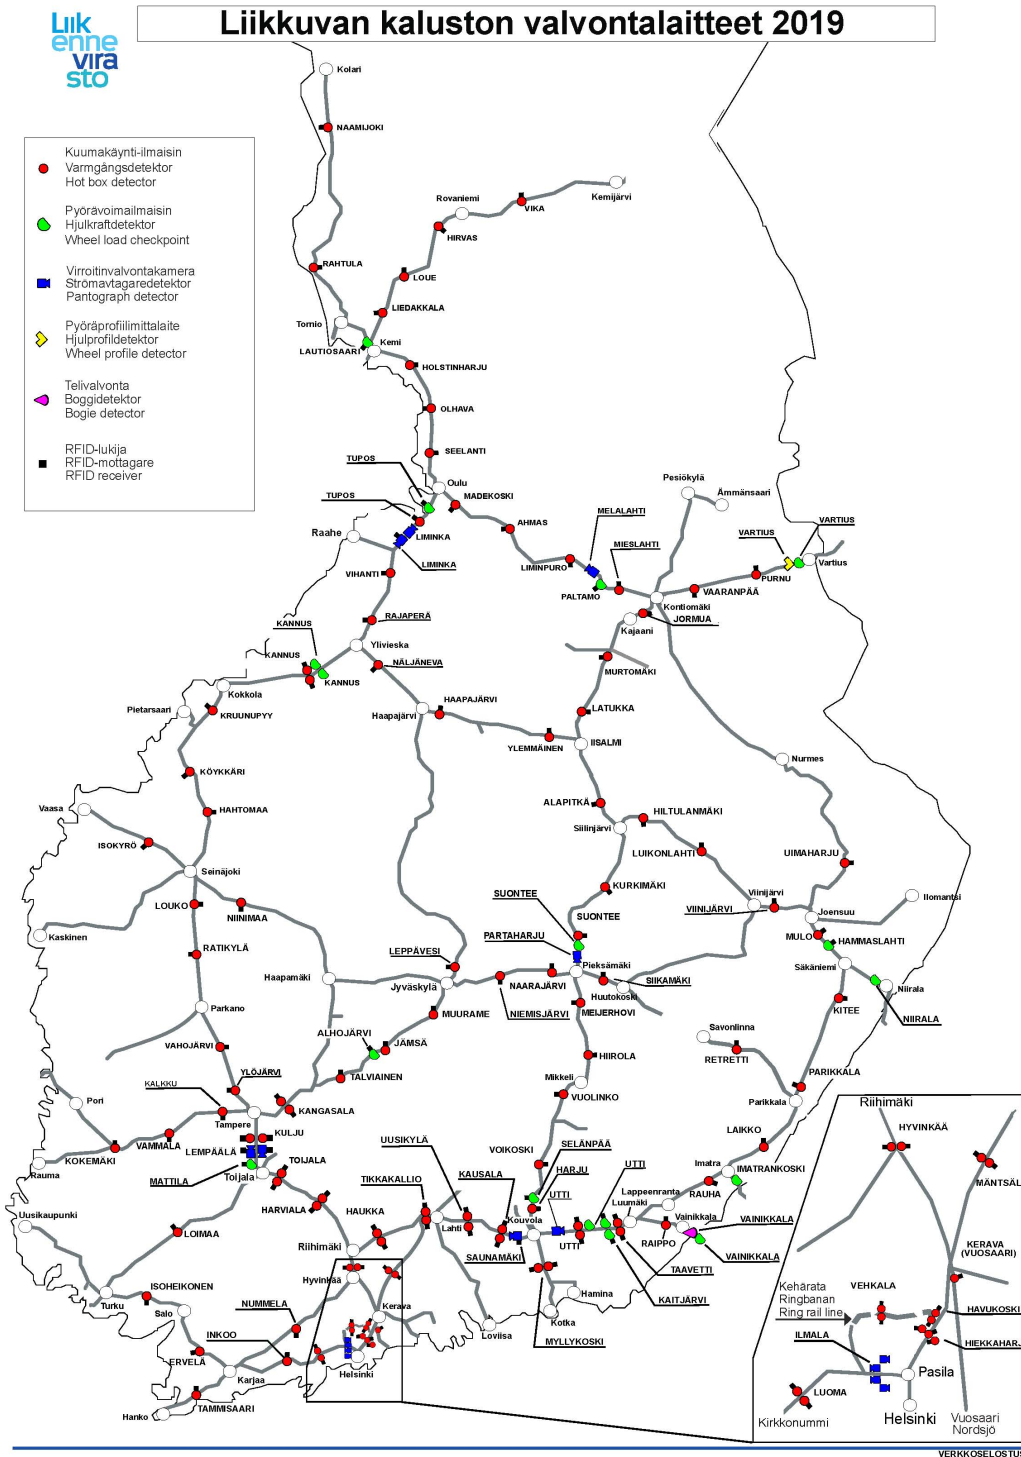 Liikkuvan kaluston valvontalaitteet 2019
Liik
enne
vira
sto
Kuumakäynti-ilmaisin
Varmgångsdetektor
Hot box detector
Pyörävoimailmaisin
Hjulkraftdetektor
Wheel load checkpoint
Virroitinvalvontakamera
Strömavtagaredetektor
Pantograph detector
Pyöräprofiilimittalaite
Hjulprofildetektor
Wheel profile detector
Telivalvonta
Boggidetektor
Bogie detector
RFID-lukija
RFID-mottagare
RFID receiver
Kolari
NAAMIJOKI
Rovaniemi
Kemijärvi
VIKA
HIRVAS
RAHTULA
LOUE
LIEDAKKALA
Tornio
LAUTIOSAARI
Kemi
HOLSTINHARJU
OLHAVA
SEELANTI
TUPOS
Oulu
TUPOS
MADEKOSKI
Pesiökylä
Ämmänsaari
MELALAHTI
AHMAS
VARTIUS
VARTIUS
Raahe
LIMINKA
MIESLAHTI
LIMINKA
LIMINPURO
Vartius
VIHANTI
PURNU
PALTAMO
VAARANPÄÄ
Kontiomäki
RAJAPERÄ
JORMUA
KANNUS
Kajaani
Ylivieska
KANNUS
NÄLJÄNEVA
MURTOMÄKI
KANNUS
Kokkola
HAAPAJÄRVI
Pietarsaari
KRUUNUPYY
Haapajärvi
LATUKKA
YLEMMÄINEN
IISALMI
Nurmes
KÖYKKÄRI
Vaasa
HAHTOMAA
ALAPITKÄ
HILTULANMÄKI
Siilinjärvi
ISOKYRÖ
LUIKONLAHTI
UIMAHARJU
Seinäjoki
KURKIMÄKI
SUONTEE
Viinijärvi
Ilomantsi
LOUKO
NIINIMAA
SUONTEE
VIINIJÄRVI
Joensuu
PARTAHARJU
MULO
Kaskinen
RATIKYLÄ
LEPPÄVESI
HAMMASLAHTI
Säkäniemi
Pieksämäki
Haapamäki
Jyväskylä
NAARAJÄRVI
SIIKAMÄKI
Niirala
Huutokoski
Parkano
MUURAME
NIEMISJÄRVI
MEIJERHOVI
KITEE
NIIRALA
ALHOJÄRVI
JÄMSÄ
Savonlinna
VAHOJÄRVI
HIIROLA
RETRETTI
YLÖJÄRVI
TALVIAINEN
PARIKKALA
KALKKU
Mikkeli
VUOLINKO
Pori
KANGASALA
Parikkala
Riihimäki
Tampere
KULJU
HYVINKÄÄ
VAMMALA
LEMPÄÄLÄ
UUSIKYLÄ
VOIKOSKI
SELÄNPÄÄ
LAIKKO
KOKEMÄKI
TOIJALA
Rauma
MATTILA
Toijala
TIKKAKALLIO
KAUSALA
HARJU
UTTI
Imatra
IMATRANKOSKI
MÄNTSÄL
RAUHA
Lappeenranta
UTTI
Luumäki
HARVIALA
HAUKKA
Uusikaupunki
Kouvola
Vainikkala
VAINIKKALA
LOIMAA
Lahti
Riihimäki
UTTI
RAIPPO
KERAVA
(VUOSAARI)
SAUNAMÄKI
VAINIKKALA
TAAVETTI
Hyvinkää
Kehärata
Ringbanan
Ring rail line
VEHKALA
ISOHEIKONEN
Turku
Hamina
KAITJÄRVI
NUMMELA
Salo
Kerava
Kotka
HAVUKOSKI
Loviisa
INKOO
ILMALA
MYLLYKOSKI
HIEKKAHARJ
ERVELÄ
Karjaa
Helsinki
Pasila
LUOMA
TAMMISAARI
Hanko
Kirkkonummi
Helsinki
Vuosaari
Nordsjö
VERKKOSELOSTUS